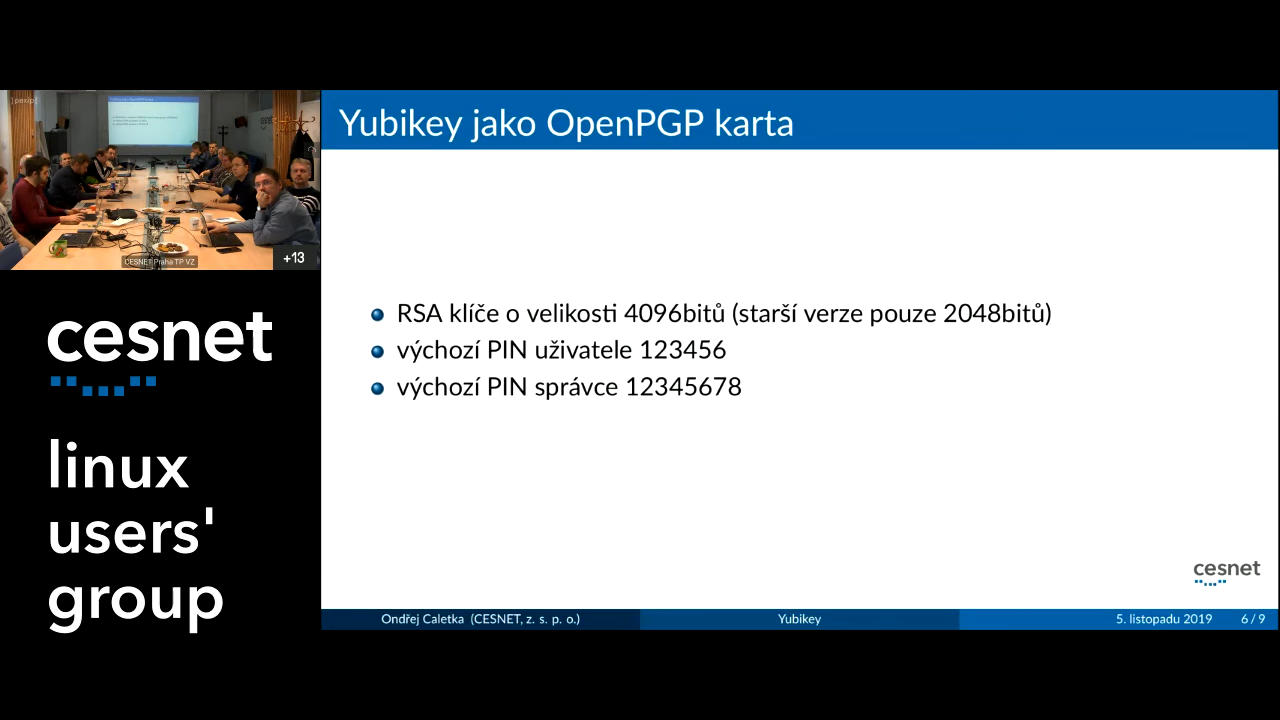 [pexip]
CESNET Praha TP VZ
+13
cesnet
linux
users'
group
Yubikey jako OpenPGP karta
RSA klíče o velikosti 4096bitů (starší verze pouze 2048bitů)
výchozí PIN uživatele 123456
výchozí PIN správce 12345678
cesnet
Ondřej Caletka (CESNET, z. s. p. o.)
Yubikey
5. listopadu 2019
6 / 9